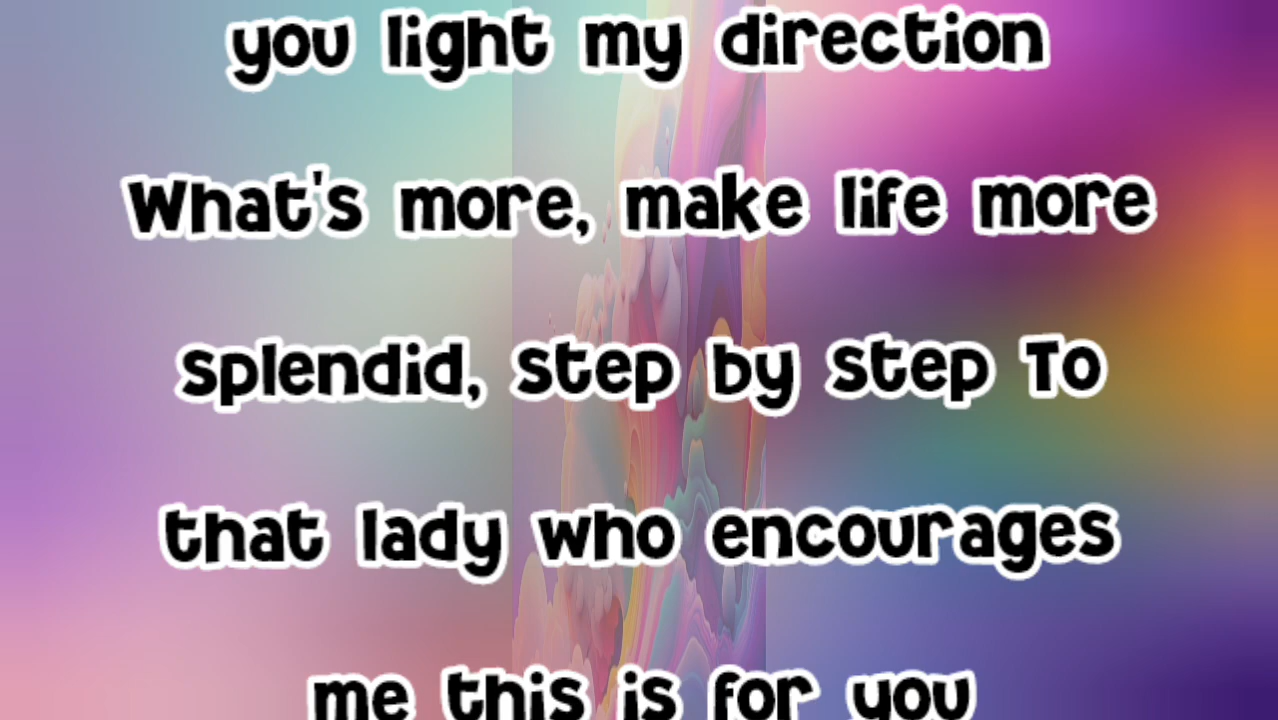 you light my direction
What's more, make life more
splendid, step by step To
that lady who encourages
me this is for you